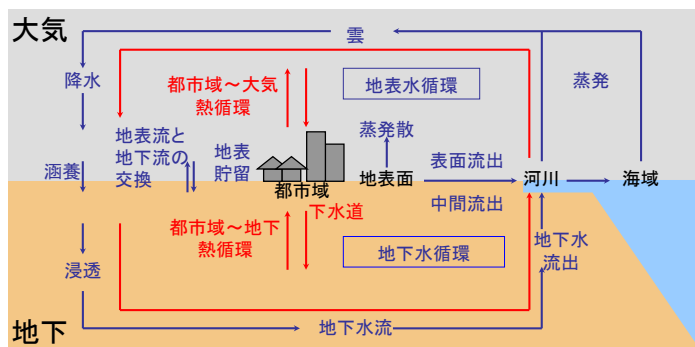 大気
雲
降水
都市域～大気
熱循環
地表水循環
蒸発
地表流と
地下流の
交換
地表
貯留
蒸発散
表面流出
涵養
都市域
地表面
河川
海域
中間流出
下水道
都市域～地下
熱循環
地下水循環
地下水
流出
浸透
地下水流
地下